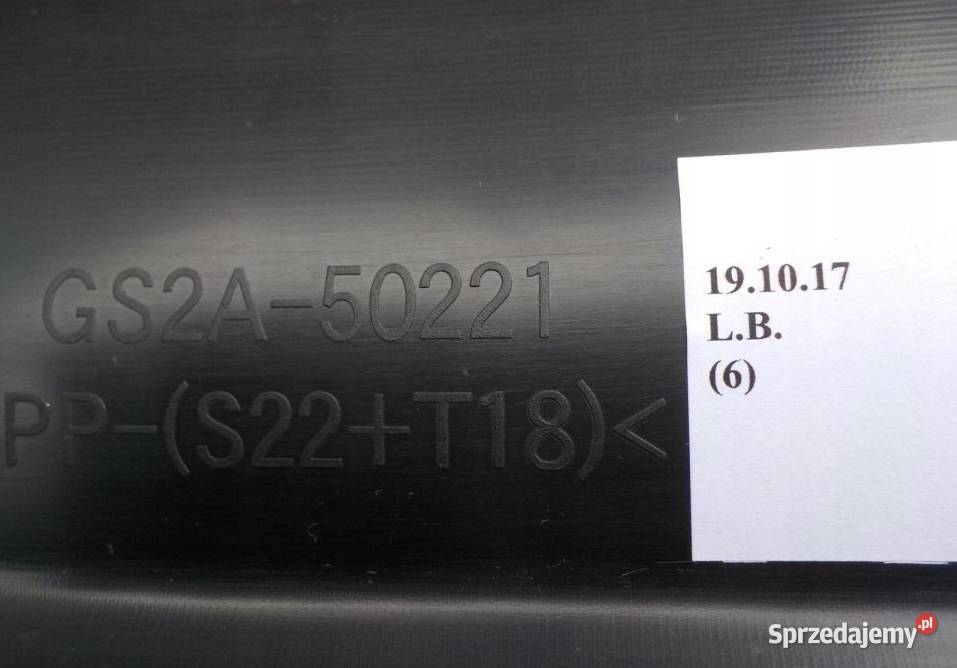 GS2A-50221
PP-(S22+T18)<
19.10.17
L.B.
(6)
Sprzedajemy.pl